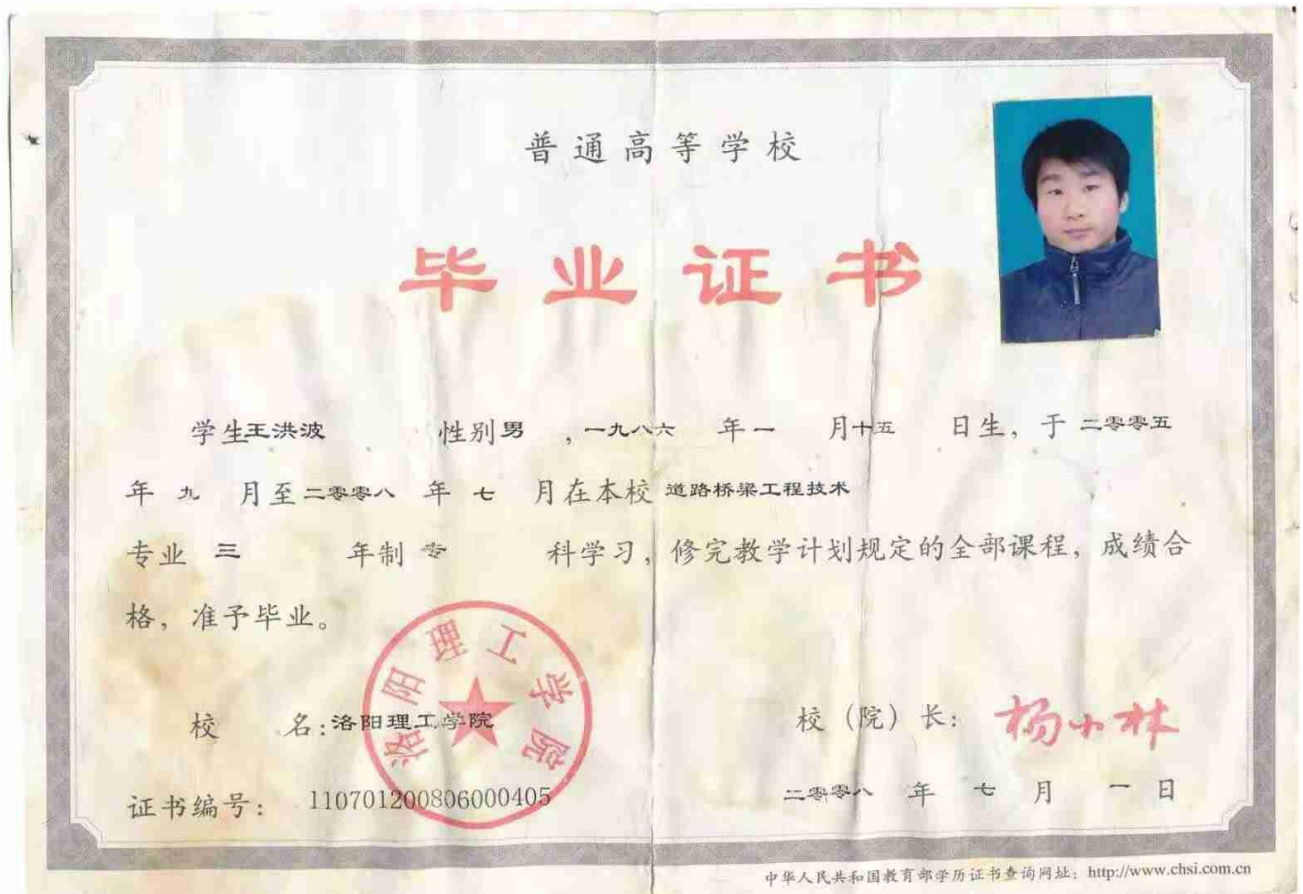 普通高等学校
毕业证书
学生王洪波 性别男 ,一九八六 年一 月十五 日生，于二零零五
年 九 月至二零零八 年 七 月在本校 道路桥梁工程技术
专业 三 年制 专 科学习，修完教学计划规定的全部课程，成绩合
格，准予毕业。
洛阳理工学院
校 名:洛阳理工学院
校（院）长: 杨小林
证书编号: 110701200806000405
二零零八 年 七 月 一 日
中华人民共和国教育部学历证书查询网址: http://www.chsi.com.cn